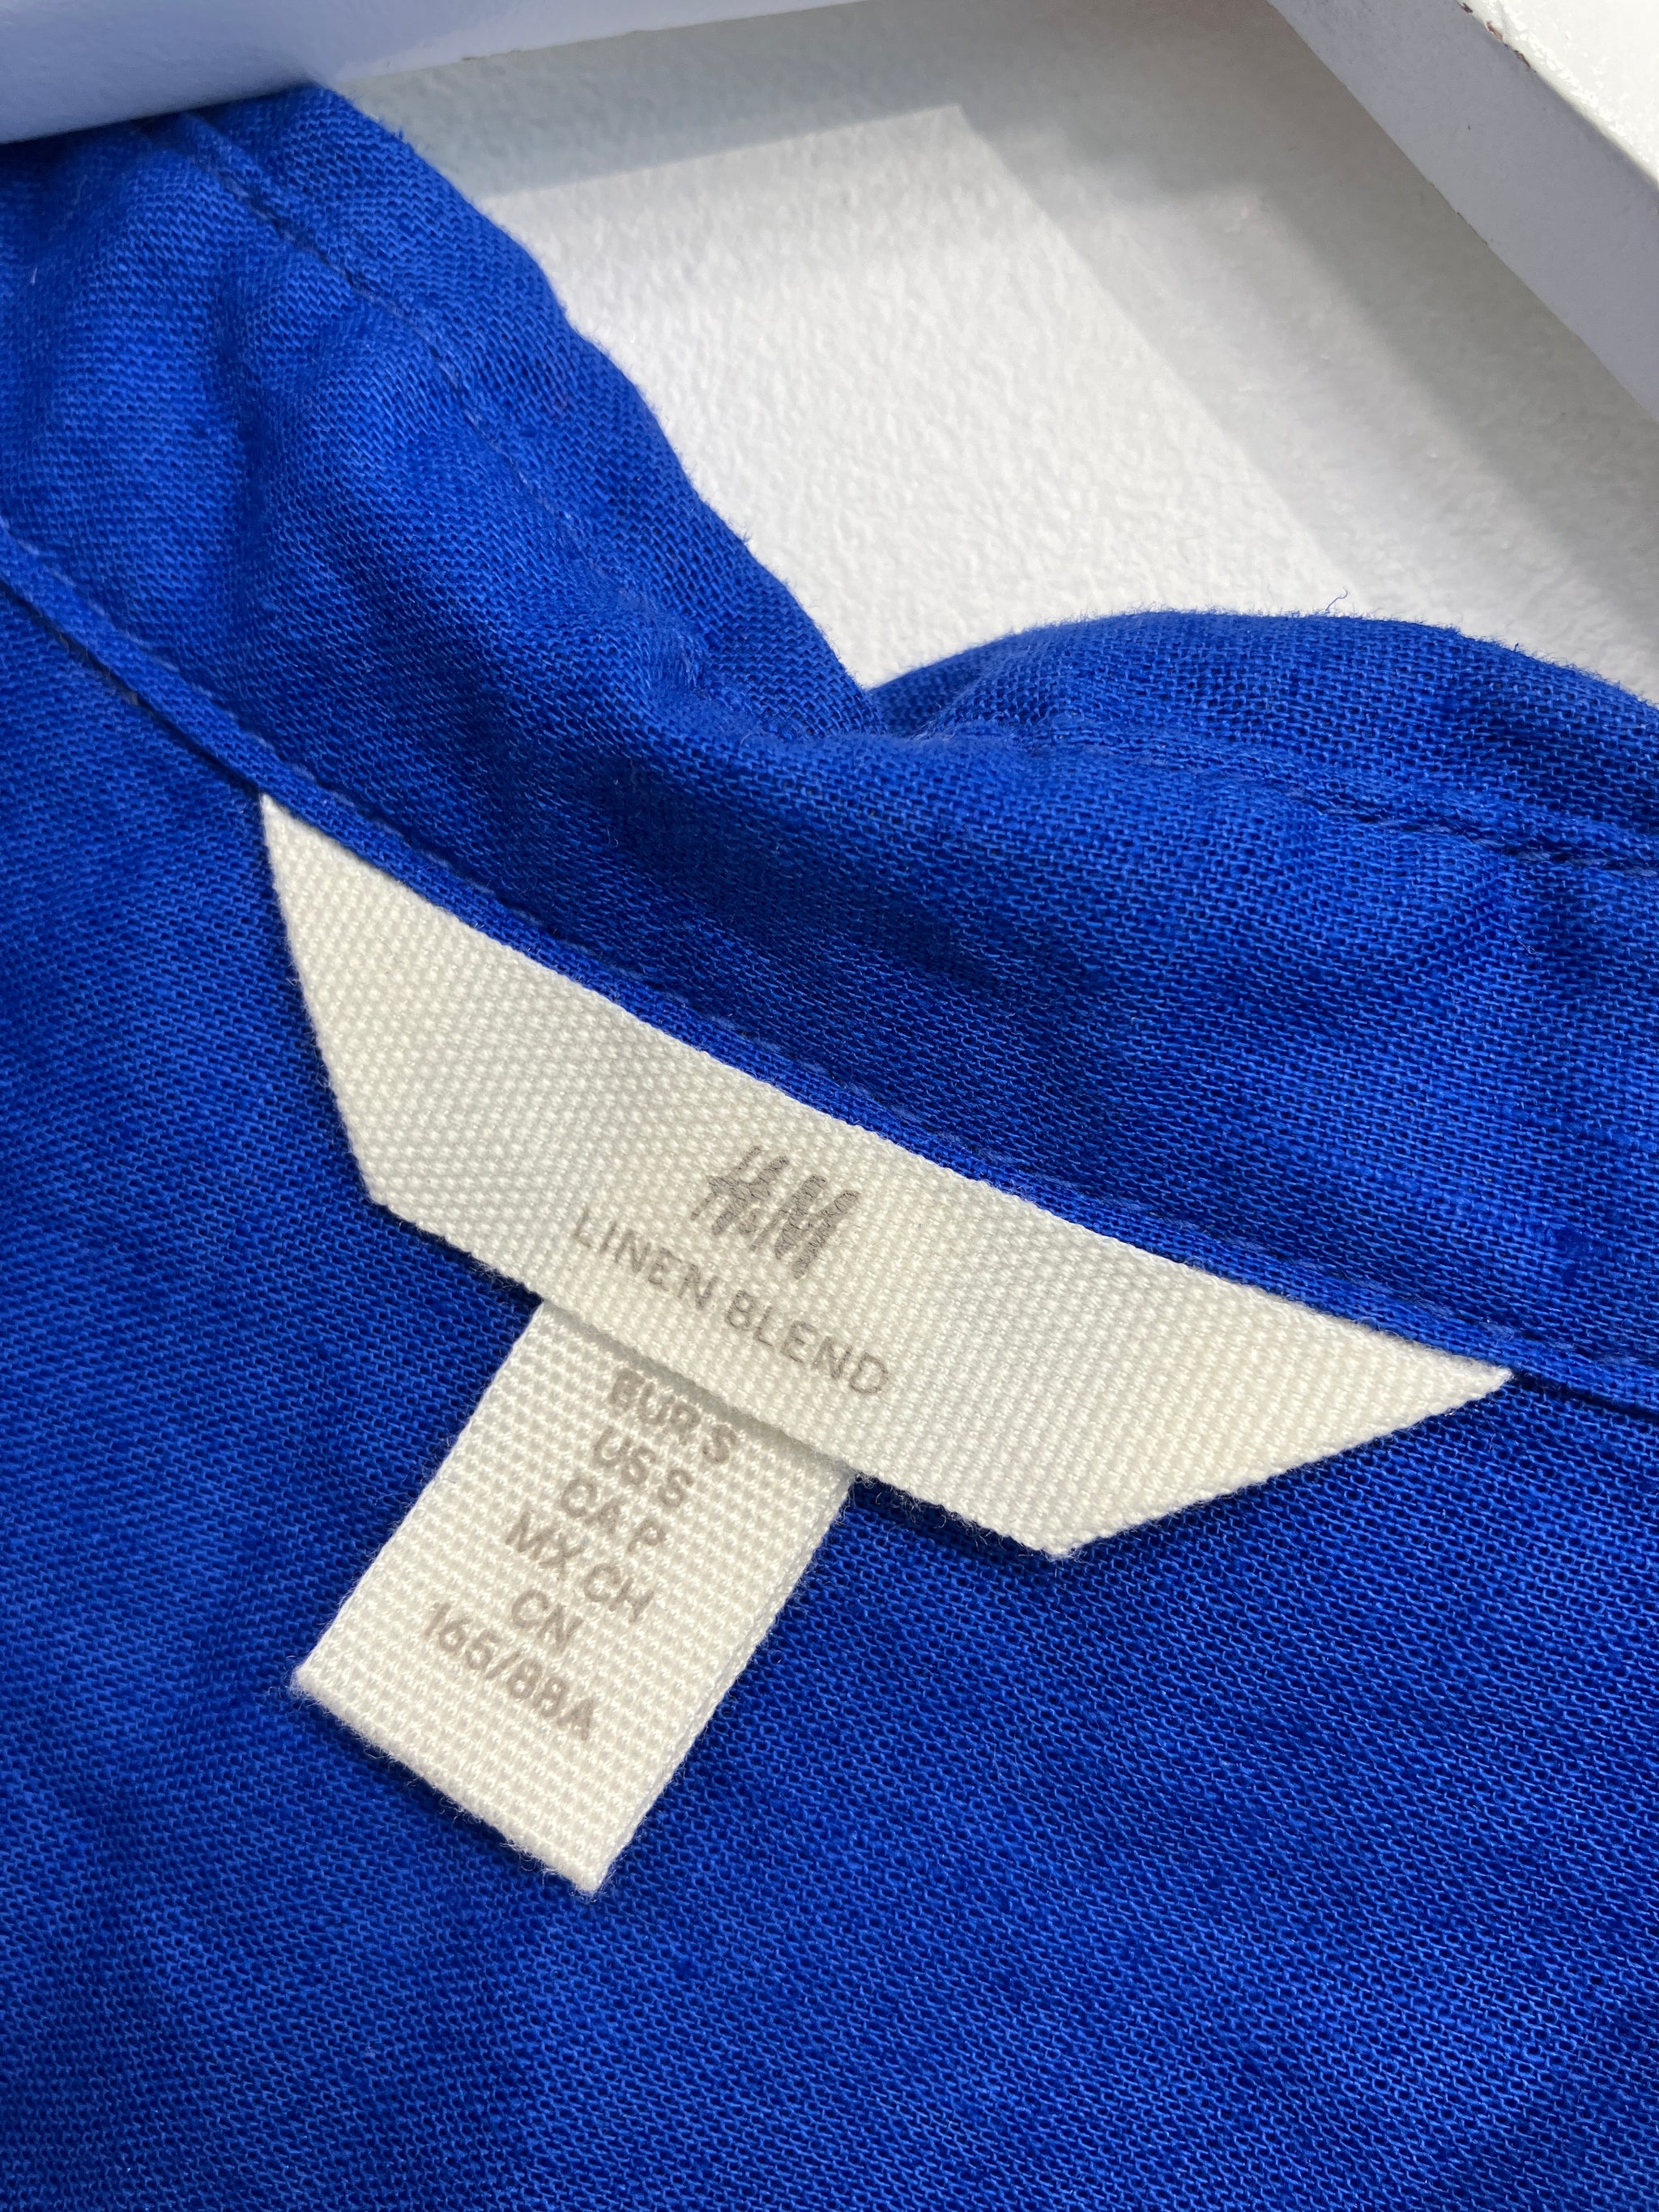 H&M
LINEN BLEND
EUR S
US S
CA P
MX CH
CN
165/88A